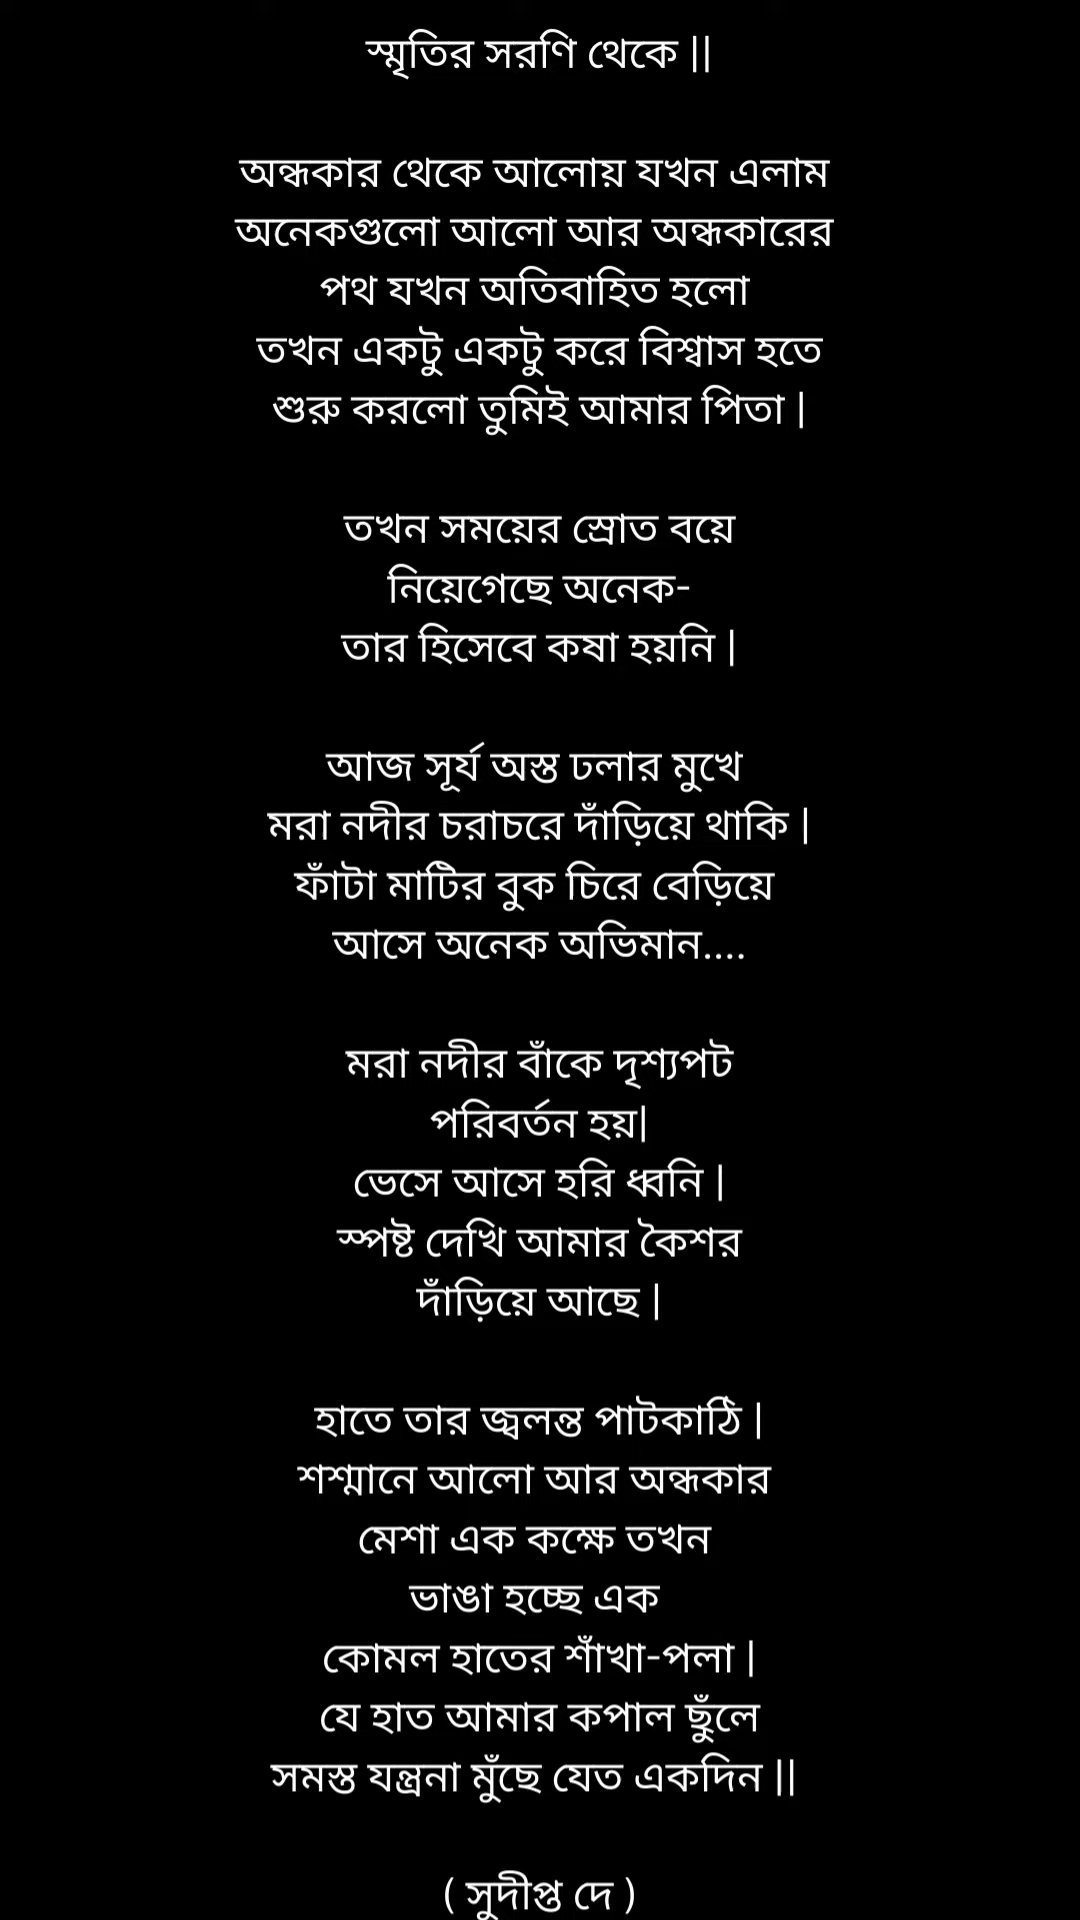 স্মৃতির সরণি থেকে ||
অন্ধকার থেকে আলোয় যখন এলাম
অনেকগুলো আলো আর অন্ধকারের
পথ যখন অতিবাহিত হলো
তখন একটু একটু করে বিশ্বাস হতে
শুরু করলো তুমিই আমার পিতা |
তখন সময়ের স্রোত বয়ে
নিয়েগেছে অনেক-
তার হিসেবে কষা হয়নি |
আজ সূর্য অস্ত ঢলার মুখে
মরা নদীর চরাচরে দাঁড়িয়ে থাকি |
ফাঁটা মাটির বুক চিরে বেড়িয়ে
আসে অনেক অভিমান....
মরা নদীর বাঁকে দৃশ্যপট
পরিবর্তন হয়|
ভেসে আসে হরি ধ্বনি |
স্পষ্ট দেখি আমার কৈশর
দাঁড়িয়ে আছে |
হাতে তার জ্বলন্ত পাটকাঠি |
শশ্মানে আলো আর অন্ধকার
মেশা এক কক্ষে তখন
ভাঙা হচ্ছে এক
কোমল হাতের শাঁখা-পলা |
যে হাত আমার কপাল ছুঁলে
সমস্ত যন্ত্রনা মুঁছে যেত একদিন ||
( সুদীপ্ত দে )